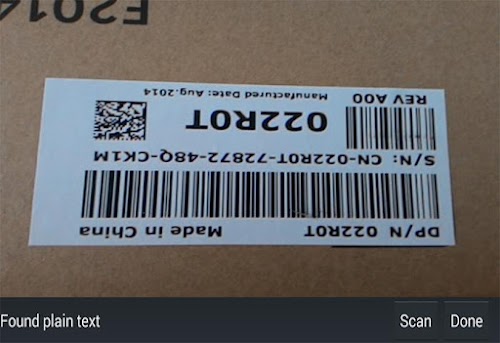 DP/N 022R0T Made in China
S/N: CN-022R0T-72872-48Q-CK1M
REV A00
022R0T
Manufactured Date: Aug.2014
E2014
Found plain text Scan Done